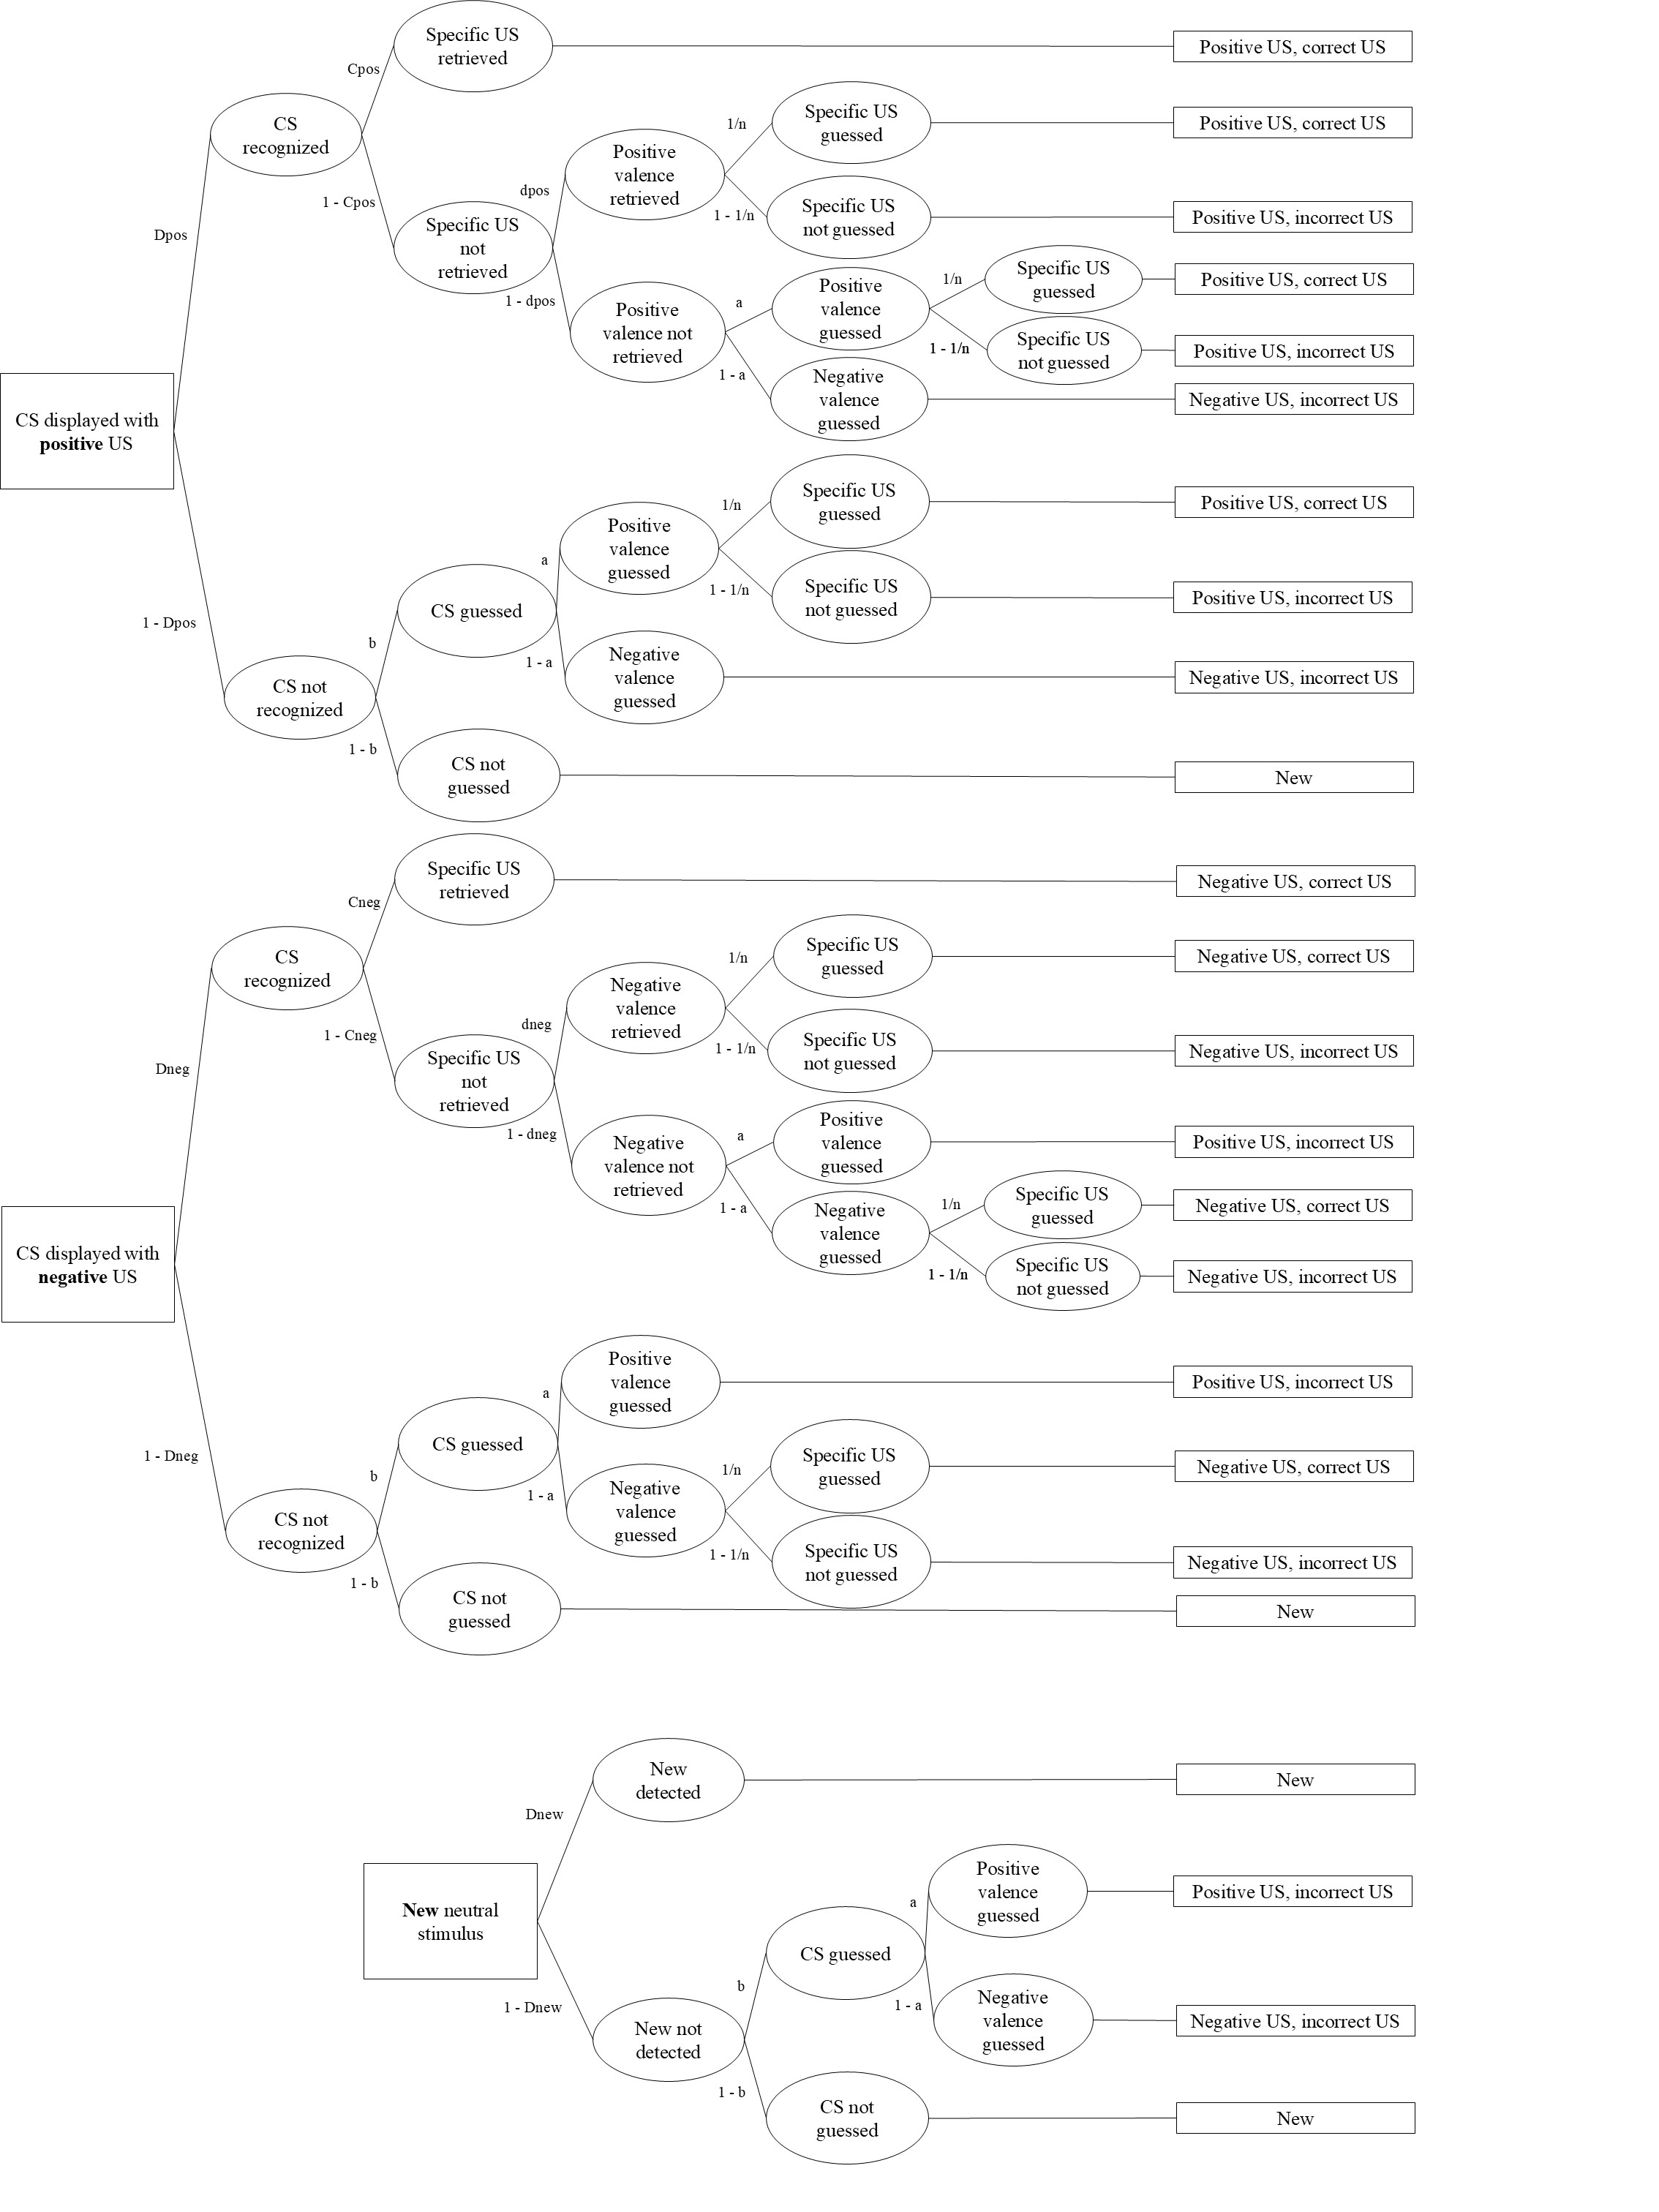 Specific US
retrieved
Positive US, correct US
Cpos
CS
recognized
Specific US
guessed
Positive US, correct US
1/n
Positive
valence
retrieved
dpos
1 - Cpos
1 - 1/n
Specific US
not guessed
Positive US, incorrect US
Dpos
Specific US
not
retrieved
Specific US
guessed
Positive US, correct US
1/n
Positive
valence
guessed
a
1 - dpos
Positive
valence not
retrieved
1 - 1/n
Specific US
not guessed
Positive US, incorrect US
1 - a
Negative
valence
guessed
Negative US, incorrect US
CS displayed with
positive US
Specific US
guessed
Positive US, correct US
1/n
Positive
valence
guessed
a
1 - 1/n
Specific US
not guessed
Positive US, incorrect US
CS guessed
1 - Dpos
b
1 - a
Negative
valence
guessed
Negative US, incorrect US
CS not
recognized
1 - b
CS not
guessed
New
Specific US
retrieved
Negative US, correct US
Cneg
CS
recognized
Specific US
guessed
Negative US, correct US
1/n
Negative
valence
retrieved
dneg
1 - Cneg
1 - 1/n
Specific US
not guessed
Negative US, incorrect US
Dneg
Specific US
not
retrieved
1 - dneg
a
Positive
valence
guessed
Positive US, incorrect US
Negative
valence not
retrieved
1 - a
Negative
valence
guessed
1/n
Specific US
guessed
Negative US, correct US
1 - 1/n
Specific US
not guessed
Negative US, incorrect US
CS displayed with
negative US
Positive
valence
guessed
Positive US, incorrect US
a
CS guessed
1 - Dneg
b
1 - a
Negative
valence
guessed
1/n
Specific US
guessed
Negative US, correct US
1 - 1/n
Specific US
not guessed
Negative US, incorrect US
CS not
recognized
1 - b
CS not
guessed
New
New
detected
New
Dnew
New neutral
stimulus
Positive
valence
guessed
Positive US, incorrect US
a
CS guessed
b
1 - a
1 - Dnew
Negative
valence
guessed
Negative US, incorrect US
New not
detected
1 - b
CS not
guessed
New